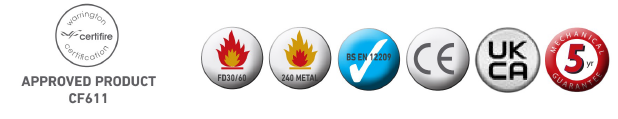 warrington
certifire
certification
APPROVED PRODUCT
CF611
FD30/60
240 METAL
BS EN 12209
CE
UK
CA
MECHANICAL
5 yr
GUARANTEE